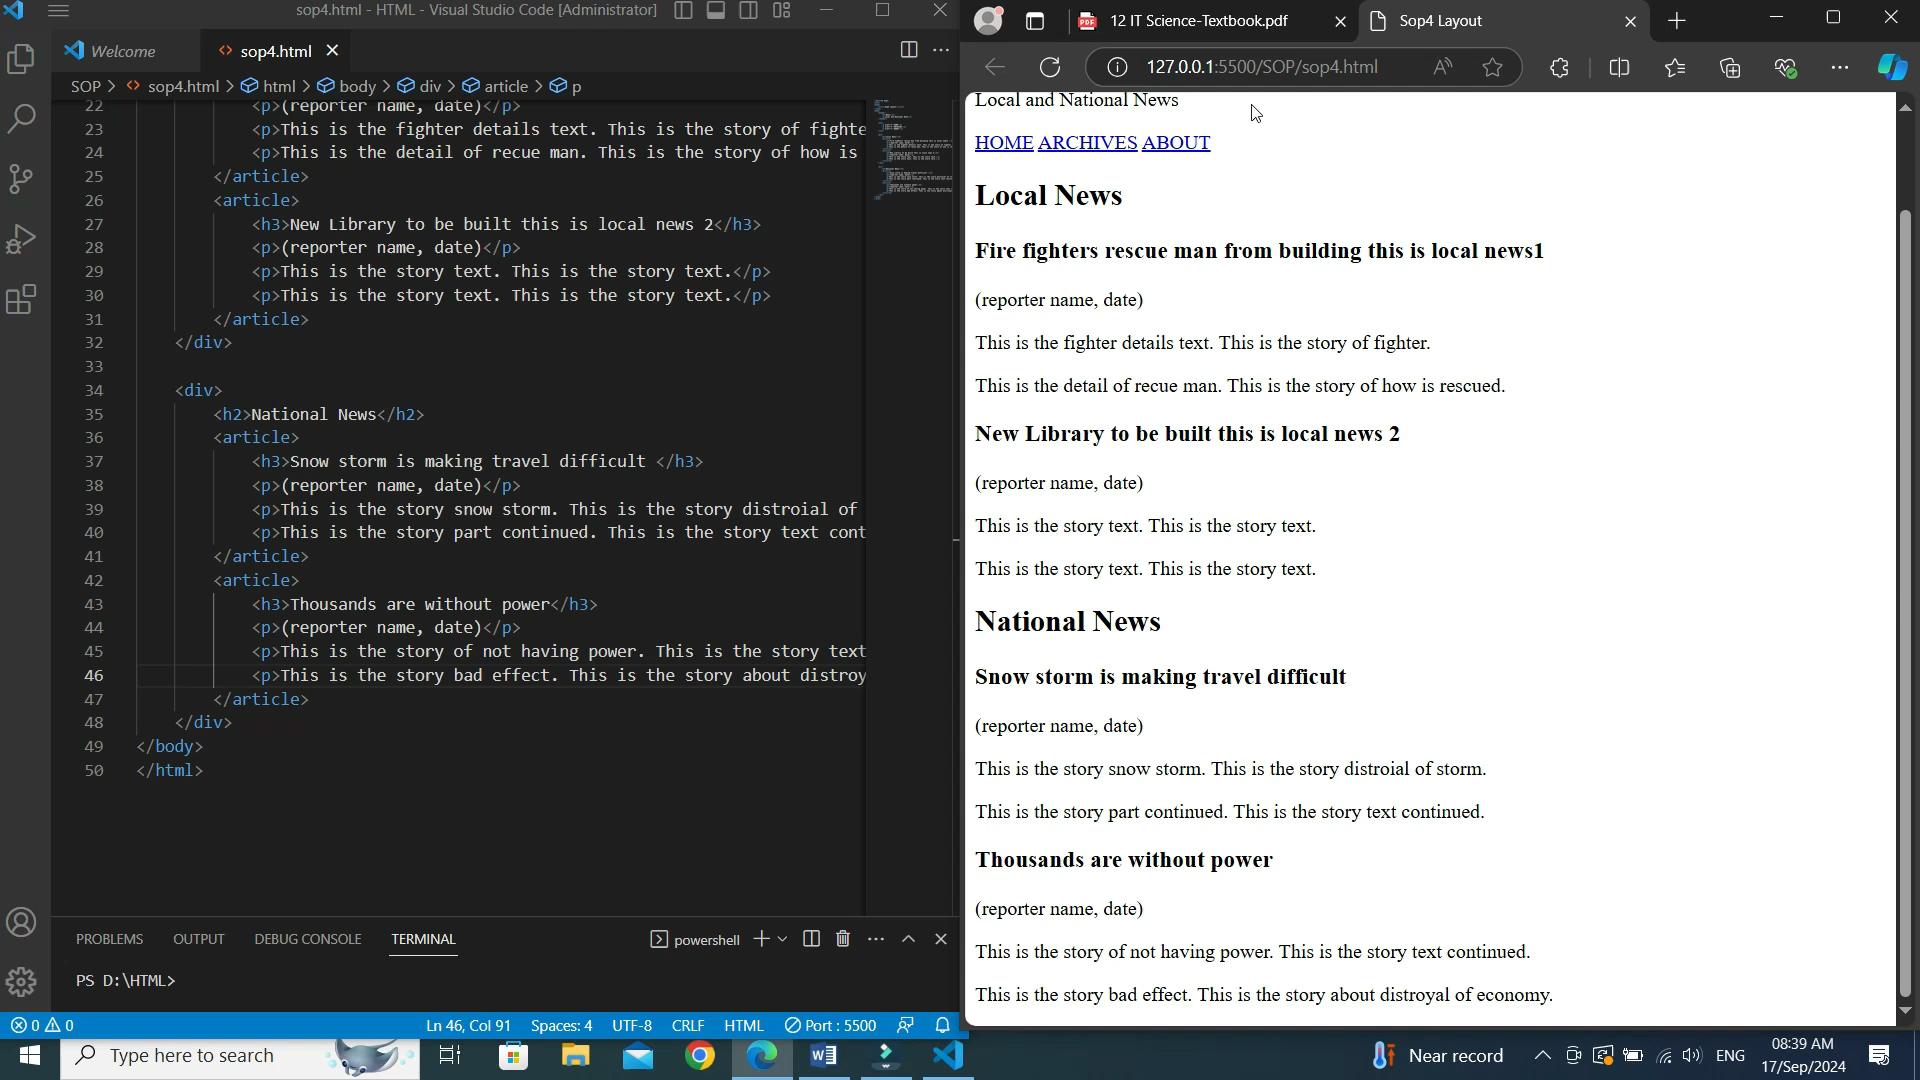 sop4.html - HTML - Visual Studio Code [Administrator]
Welcome
<> sop4.html
SOP > <> sop4.html > html > body > div > article > p
22 <p>(reporter name, date)</p>
23 <p>This is the fighter details text. This is the story of fighte
24 <p>This is the detail of recue man. This is the story of how is
25 </article>
26 <article>
27 <h3>New Library to be built this is local news 2</h3>
28 <p>(reporter name, date)</p>
29 <p>This is the story text. This is the story text.</p>
30 <p>This is the story text. This is the story text.</p>
31 </article>
32 </div>
33
34 <div>
35 <h2>National News</h2>
36 <article>
37 <h3>Snow storm is making travel difficult </h3>
38 <p>(reporter name, date)</p>
39 <p>This is the story snow storm. This is the story distroial of
40 <p>This is the story part continued. This is the story text cont
41 </article>
42 <article>
43 <h3>Thousands are without power</h3>
44 <p>(reporter name, date)</p>
45 <p>This is the story of not having power. This is the story text
46 <p>This is the story bad effect. This is the story about distroy
47 </article>
48 </div>
49 </body>
50 </html>
PROBLEMS OUTPUT DEBUG CONSOLE TERMINAL
powershell
PS D:\HTML>
0 0
Ln 46, Col 91 Spaces: 4 UTF-8 CRLF HTML Port : 5500
PDF 12 IT Science-Textbook.pdf
Sop4 Layout
127.0.0.1:5500/SOP/sop4.html
Local and National News
HOME ARCHIVES ABOUT
Local News
Fire fighters rescue man from building this is local news1
(reporter name, date)
This is the fighter details text. This is the story of fighter.
This is the detail of recue man. This is the story of how is rescued.
New Library to be built this is local news 2
(reporter name, date)
This is the story text. This is the story text.
This is the story text. This is the story text.
National News
Snow storm is making travel difficult
(reporter name, date)
This is the story snow storm. This is the story distroial of storm.
This is the story part continued. This is the story text continued.
Thousands are without power
(reporter name, date)
This is the story of not having power. This is the story text continued.
This is the story bad effect. This is the story about distroyal of economy.
Type here to search
Near record
ENG
08:39 AM
17/Sep/2024